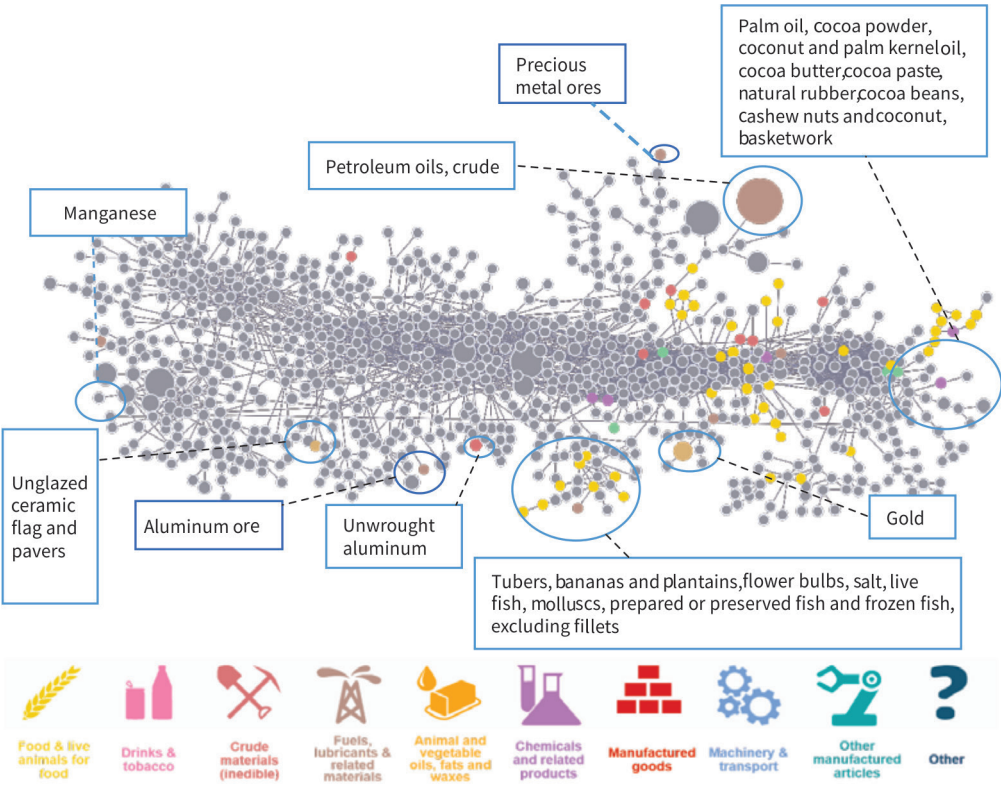 Palm oil, cocoa powder,
coconut and palm kerneloil,
cocoa butter,cocoa paste,
natural rubber,cocoa beans,
cashew nuts andcoconut,
basketwork
Precious
metal ores
Petroleum oils, crude
Manganese
Unglazed
ceramic
flag and
pavers
Aluminum ore
Unwrought
aluminum
Gold
Tubers, bananas and plantains,flower bulbs, salt, live
fish, molluscs, prepared or preserved fish and frozen fish,
excluding fillets
Food & live
animals for
food
Drinks &
tobacco
Crude
materials
(inedible)
Fuels,
lubricants &
related
materials
Animal and
vegetable
oils, fats and
waxes
Chemicals
and related
products
Manufactured
goods
Machinery &
transport
Other
manufactured
articles
Other